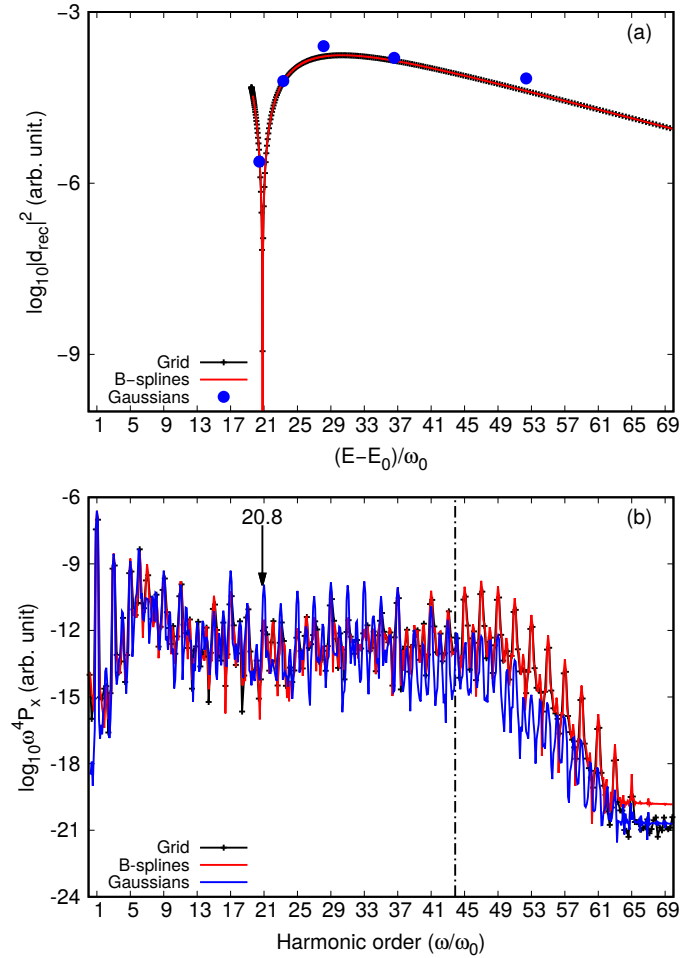 (a)
-3
-6
-9
log10|drec|2 (arb. unit.)
Grid
B-splines
Gaussians
1 5 9 13 17 21 25 29 33 37 41 45 49 53 57 61 65 69
(E-E0)/ω0
(b)
20.8
-6
-9
-12
-15
-18
-21
-24
log10ω4Px (arb. unit)
Grid
B-splines
Gaussians
1 5 9 13 17 21 25 29 33 37 41 45 49 53 57 61 65 69
Harmonic order (ω/ω0)